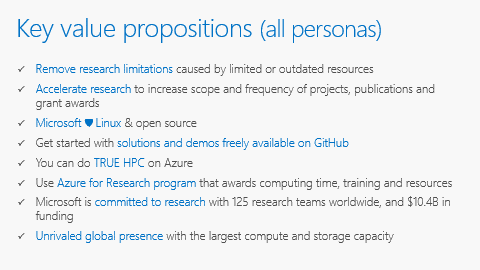 Key value propositions (all personas)
✓ Remove research limitations caused by limited or outdated resources
✓ Accelerate research to increase scope and frequency of projects, publications and
grant awards
✓ Microsoft ♥ Linux & open source
✓ Get started with solutions and demos freely available on GitHub
✓ You can do TRUE HPC on Azure
✓ Use Azure for Research program that awards computing time, training and resources
✓ Microsoft is committed to research with 125 research teams worldwide, and $10.4B in
funding
✓ Unrivaled global presence with the largest compute and storage capacity